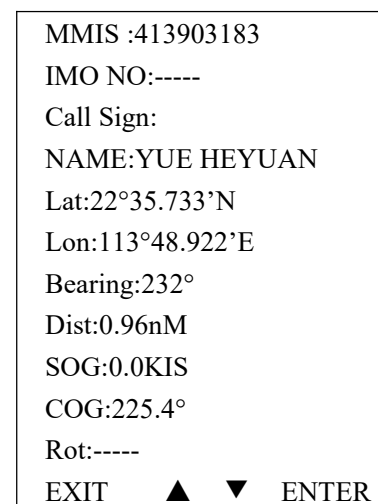 MMIS :413903183
IMO NO:-----
Call Sign:
NAME:YUE HEYUAN
Lat:22°35.733’N
Lon:113°48.922’E
Bearing:232°
Dist:0.96nM
SOG:0.0KIS
COG:225.4°
Rot:-----
EXIT ▲ ▼ ENTER